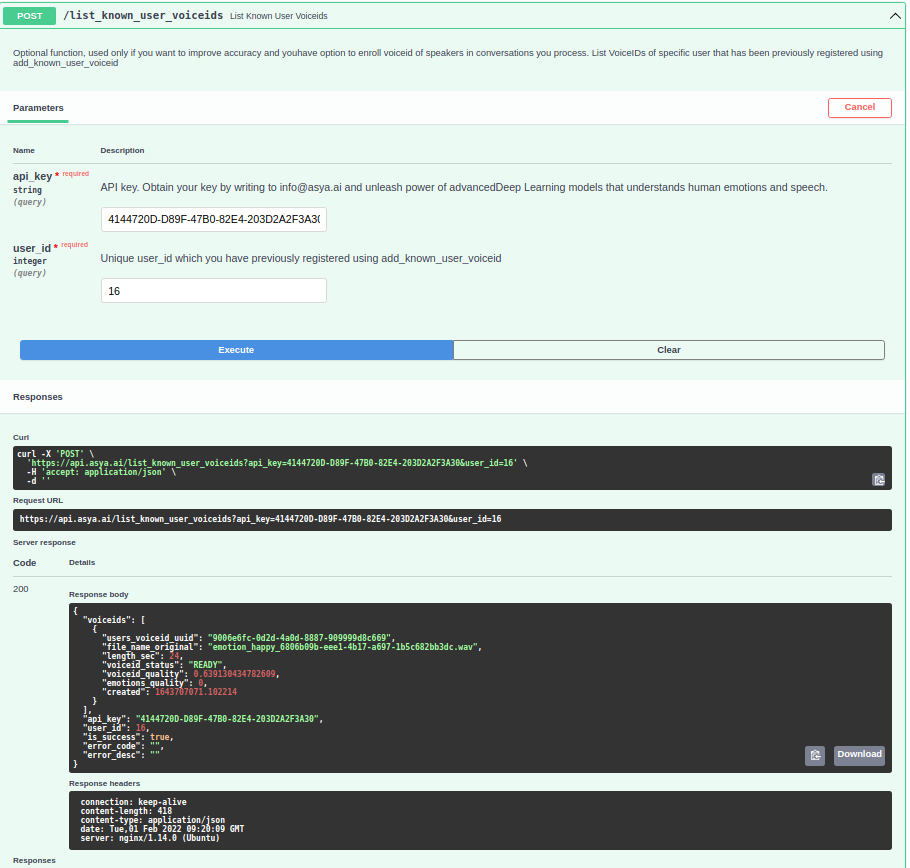 POST /list_known_user_voiceids List Known User Voiceids
Optional function, used only if you want to improve accuracy and youhave option to enroll voiceid of speakers in conversations you process. List VoiceIDs of specific user that has been previously registered using
add_known_user_voiceid
Parameters
Cancel
Name Description
api_key * required
string
(query)
API key. Obtain your key by writing to info@asya.ai and unleash power of advancedDeep Learning models that understands human emotions and speech.
4144720D-D89F-47B0-82E4-203D2A2F3A30
user_id * required
integer
(query)
Unique user_id which you have previously registered using add_known_user_voiceid
16
Execute Clear
Responses
Curl
curl -X 'POST' \
'https://api.asya.ai/list_known_user_voiceids?api_key=4144720D-D89F-47B0-82E4-203D2A2F3A30&user_id=16' \
-H 'accept: application/json' \
-d ''
Request URL
https://api.asya.ai/list_known_user_voiceids?api_key=4144720D-D89F-47B0-82E4-203D2A2F3A30&user_id=16
Server response
Code Details
200
Response body
{
"voiceids": [
{
"users_voiceid_uuid": "9006e6fc-0d2d-4a0d-8887-909999d8c669",
"file_name_original": "emotion_happy_6806b09b-eee1-4b17-a697-1b5c682bb3dc.wav",
"length_sec": 24,
"voiceid_status": "READY",
"voiceid_quality": 0.639130434782609,
"emotions_quality": 0,
"created": 1643707071.102214
}
],
"api_key": "4144720D-D89F-47B0-82E4-203D2A2F3A30",
"user_id": 16,
"is_success": true,
"error_code": "",
"error_desc": ""
}
Download
Response headers
connection: keep-alive
content-length: 418
content-type: application/json
date: Tue,01 Feb 2022 09:20:09 GMT
server: nginx/1.14.0 (Ubuntu)
Responses